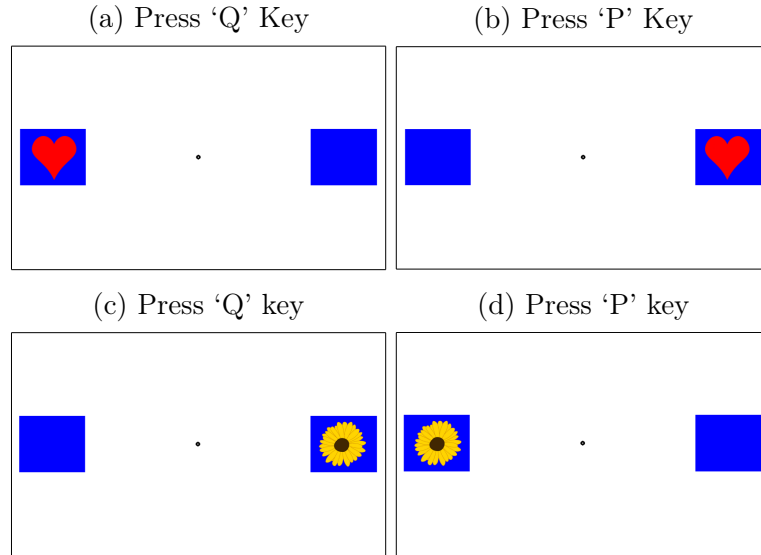 (a) Press ‘Q’ Key
(b) Press ‘P’ Key
(c) Press ‘Q’ key
(d) Press ‘P’ key